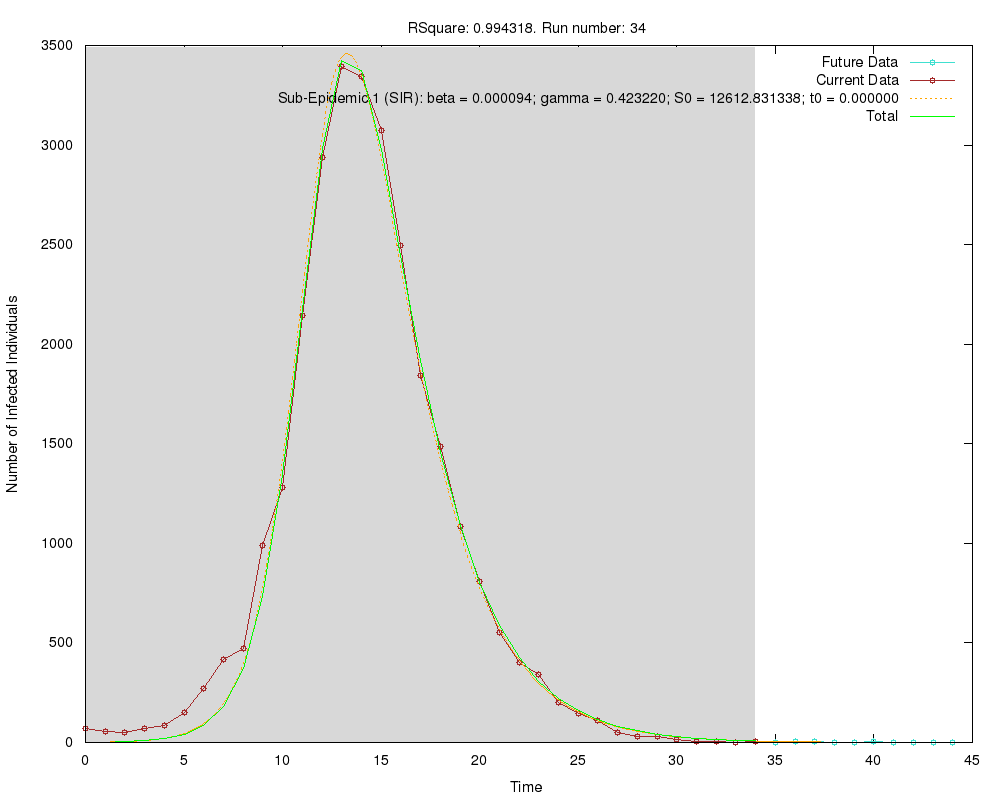 RSquare: 0.994318. Run number: 34
3500
3000
2500
2000
1500
1000
500
0
Number of Infected Individuals
Future Data
Current Data
Sub-Epidemic 1 (SIR): beta = 0.000094; gamma = 0.423220; S0 = 12612.831338; t0 = 0.000000
Total
0 5 10 15 20 25 30 35 40 45
Time